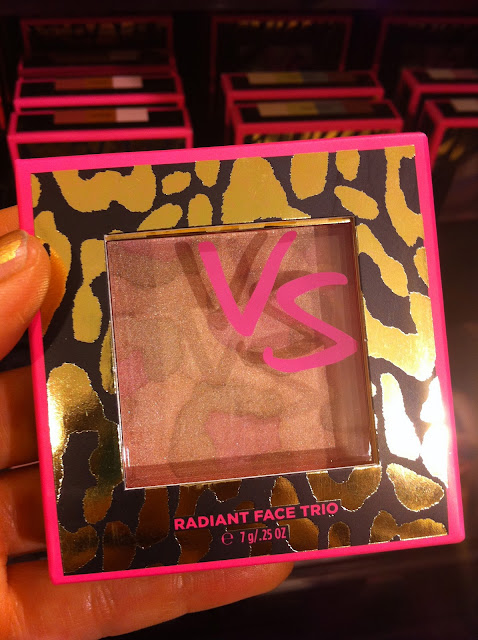 VS
RADIANT FACE TRIO
℮ 7 g/.25 OZ